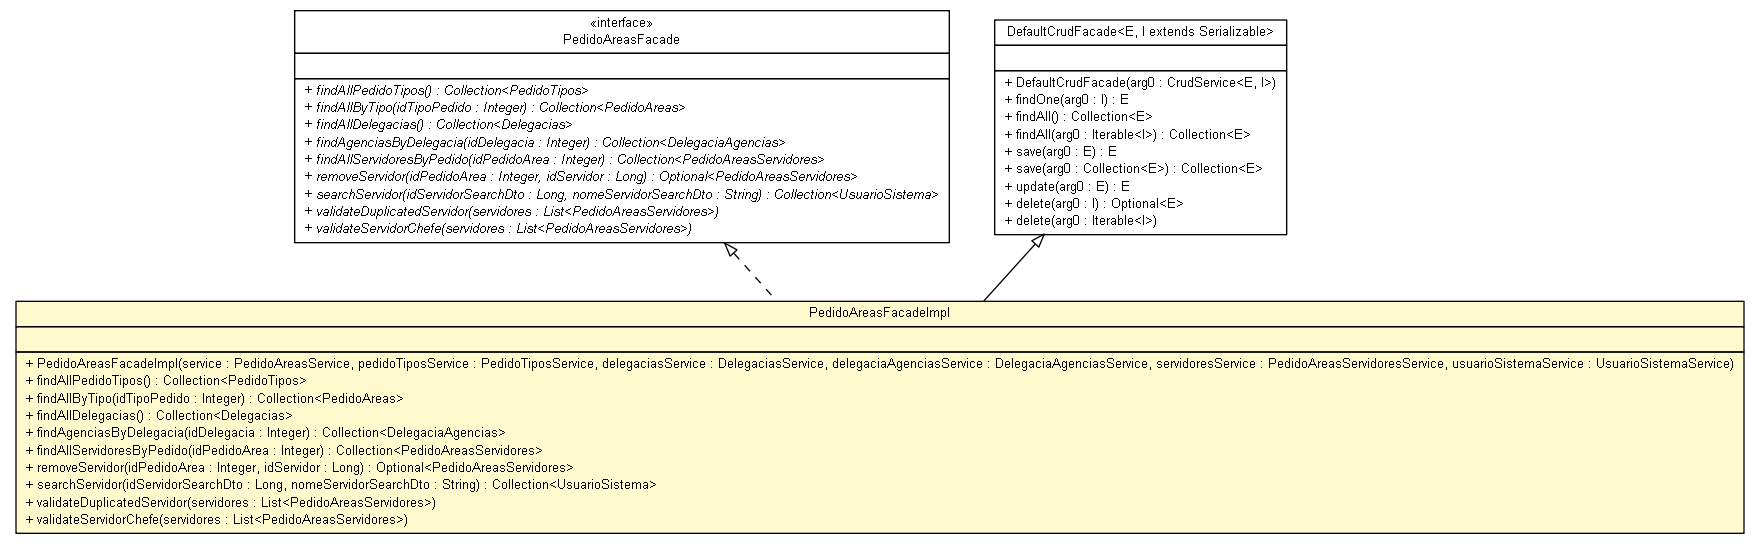 «interface»
PedidoAreasFacade
+ findAllPedidoTipos() : Collection<PedidoTipos>
+ findAllByTipo(idTipoPedido : Integer) : Collection<PedidoAreas>
+ findAllDelegacias() : Collection<Delegacias>
+ findAgenciasByDelegacia(idDelegacia : Integer) : Collection<DelegaciaAgencias>
+ findAllServidoresByPedido(idPedidoArea : Integer) : Collection<PedidoAreasServidores>
+ removeServidor(idPedidoArea : Integer, idServidor : Long) : Optional<PedidoAreasServidores>
+ searchServidor(idServidorSearchDto : Long, nomeServidorSearchDto : String) : Collection<UsuarioSistema>
+ validateDuplicatedServidor(servidores : List<PedidoAreasServidores>)
+ validateServidorChefe(servidores : List<PedidoAreasServidores>)
DefaultCrudFacade<E, I extends Serializable>
+ DefaultCrudFacade(arg0 : CrudService<E, I>)
+ findOne(arg0 : I) : E
+ findAll() : Collection<E>
+ findAll(arg0 : Iterable<I>) : Collection<E>
+ save(arg0 : E) : E
+ save(arg0 : Collection<E>) : Collection<E>
+ update(arg0 : E) : E
+ delete(arg0 : I) : Optional<E>
+ delete(arg0 : Iterable<I>)
PedidoAreasFacadeImpl
+ PedidoAreasFacadeImpl(service : PedidoAreasService, pedidoTiposService : PedidoTiposService, delegaciasService : DelegaciasService, delegaciaAgenciasService : DelegaciaAgenciasService, servidoresService : PedidoAreasServidoresService, usuarioSistemaService : UsuarioSistemaService)
+ findAllPedidoTipos() : Collection<PedidoTipos>
+ findAllByTipo(idTipoPedido : Integer) : Collection<PedidoAreas>
+ findAllDelegacias() : Collection<Delegacias>
+ findAgenciasByDelegacia(idDelegacia : Integer) : Collection<DelegaciaAgencias>
+ findAllServidoresByPedido(idPedidoArea : Integer) : Collection<PedidoAreasServidores>
+ removeServidor(idPedidoArea : Integer, idServidor : Long) : Optional<PedidoAreasServidores>
+ searchServidor(idServidorSearchDto : Long, nomeServidorSearchDto : String) : Collection<UsuarioSistema>
+ validateDuplicatedServidor(servidores : List<PedidoAreasServidores>)
+ validateServidorChefe(servidores : List<PedidoAreasServidores>)